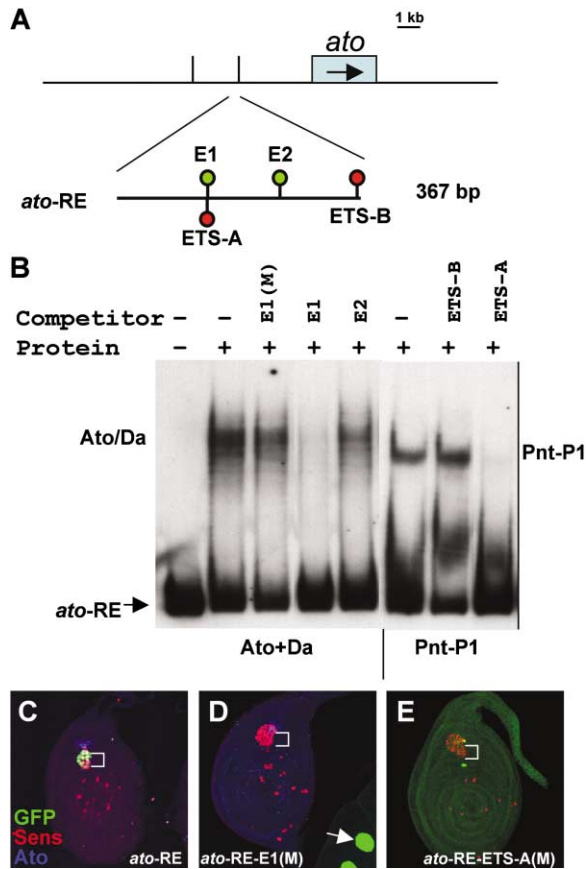 A
1 kb
ato
E1 E2
ato-RE
ETS-A
ETS-B
367 bp
B
Competitor – – E1(M) E1 E2 – ETS-B ETS-A
Protein – + + + + + + +
Ato/Da
Pnt-P1
ato-RE
Ato+Da Pnt-P1
C
D
E
GFP
Sens
Ato
ato-RE
ato-RE-E1(M)
ato-RE-ETS-A(M)